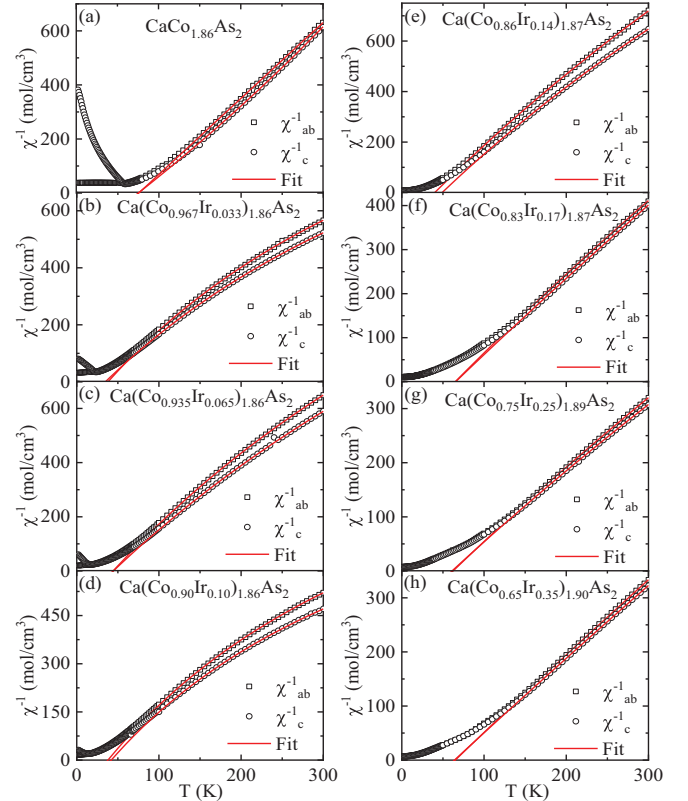 (a) CaCo₁.₈₆As₂
χ⁻¹ (mol/cm³)
600
400
200
0
χ⁻¹ab
χ⁻¹c
Fit
(b) Ca(Co₀.₉₆₇Ir₀.₀₃₃)₁.₈₆As₂
χ⁻¹ (mol/cm³)
600
400
200
0
χ⁻¹ab
χ⁻¹c
Fit
(c) Ca(Co₀.₉₃₅Ir₀.₀₆₅)₁.₈₆As₂
χ⁻¹ (mol/cm³)
600
400
200
0
χ⁻¹ab
χ⁻¹c
Fit
(d) Ca(Co₀.₉₀Ir₀.₁₀)₁.₈₆As₂
χ⁻¹ (mol/cm³)
450
300
150
0
χ⁻¹ab
χ⁻¹c
Fit
0 100 200 300
T (K)
(e) Ca(Co₀.₈₆Ir₀.₁₄)₁.₈₇As₂
χ⁻¹ (mol/cm³)
600
400
200
0
χ⁻¹ab
χ⁻¹c
Fit
(f) Ca(Co₀.₈₃Ir₀.₁₇)₁.₈₇As₂
χ⁻¹ (mol/cm³)
400
300
200
100
0
χ⁻¹ab
χ⁻¹c
Fit
(g) Ca(Co₀.₇₅Ir₀.₂₅)₁.₈₉As₂
χ⁻¹ (mol/cm³)
300
200
100
0
χ⁻¹ab
χ⁻¹c
Fit
(h) Ca(Co₀.₆₅Ir₀.₃₅)₁.₉₀As₂
χ⁻¹ (mol/cm³)
300
200
100
0
χ⁻¹ab
χ⁻¹c
Fit
0 100 200 300
T (K)